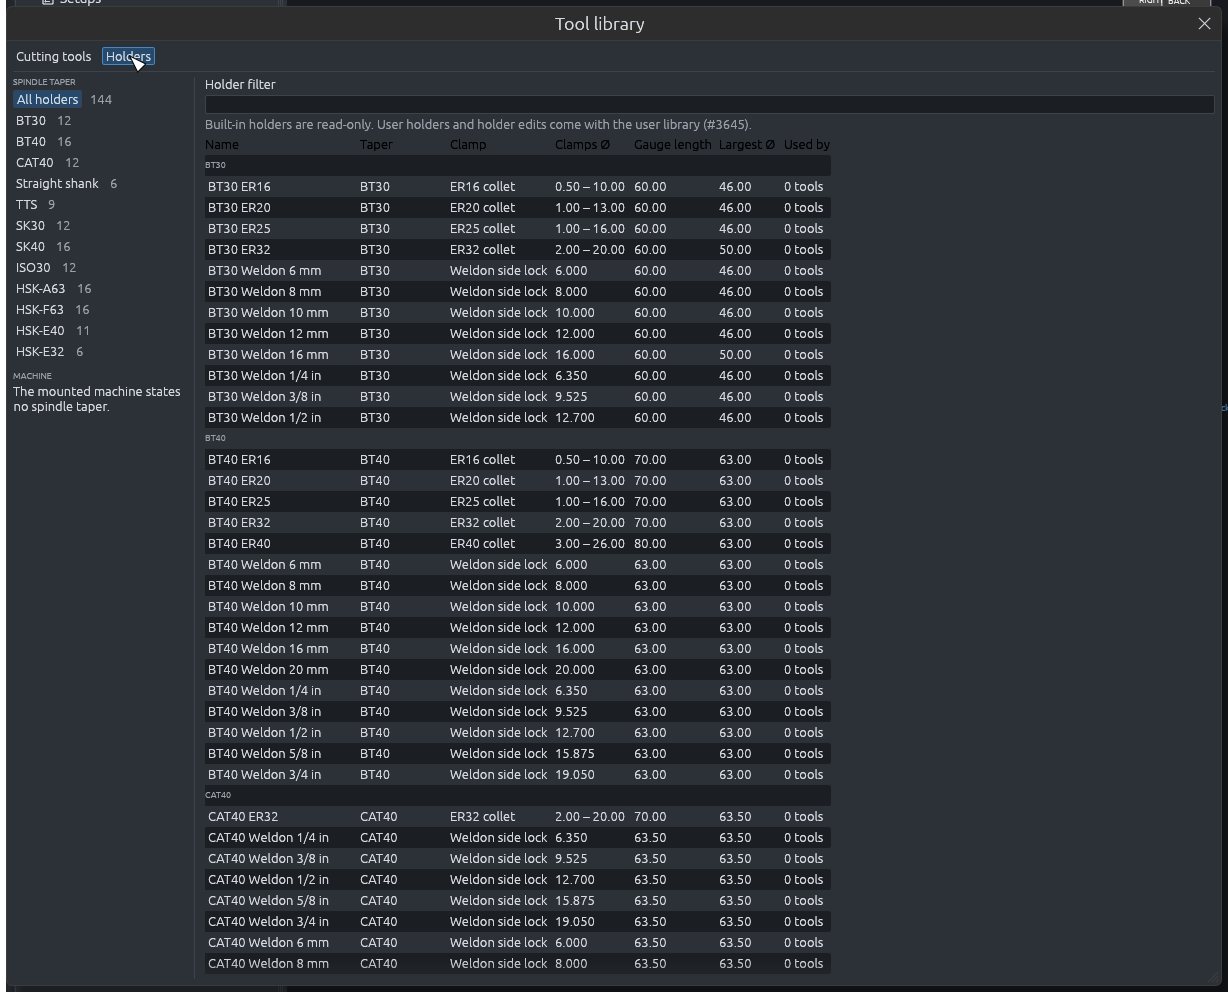 Setups
RIGHT BACK
Tool library
Cutting tools Holders
SPINDLE TAPER
All holders 144
BT30 12
BT40 16
CAT40 12
Straight shank 6
TTS 9
SK30 12
SK40 16
ISO30 12
HSK-A63 16
HSK-F63 16
HSK-E40 11
HSK-E32 6
MACHINE
The mounted machine states
no spindle taper.
Holder filter
Built-in holders are read-only. User holders and holder edits come with the user library (#3645).
Name Taper Clamp Clamps Ø Gauge length Largest Ø Used by
BT30
BT30 ER16 BT30 ER16 collet 0.50 – 10.00 60.00 46.00 0 tools
BT30 ER20 BT30 ER20 collet 1.00 – 13.00 60.00 46.00 0 tools
BT30 ER25 BT30 ER25 collet 1.00 – 16.00 60.00 46.00 0 tools
BT30 ER32 BT30 ER32 collet 2.00 – 20.00 60.00 50.00 0 tools
BT30 Weldon 6 mm BT30 Weldon side lock 6.000 60.00 46.00 0 tools
BT30 Weldon 8 mm BT30 Weldon side lock 8.000 60.00 46.00 0 tools
BT30 Weldon 10 mm BT30 Weldon side lock 10.000 60.00 46.00 0 tools
BT30 Weldon 12 mm BT30 Weldon side lock 12.000 60.00 46.00 0 tools
BT30 Weldon 16 mm BT30 Weldon side lock 16.000 60.00 50.00 0 tools
BT30 Weldon 1/4 in BT30 Weldon side lock 6.350 60.00 46.00 0 tools
BT30 Weldon 3/8 in BT30 Weldon side lock 9.525 60.00 46.00 0 tools
BT30 Weldon 1/2 in BT30 Weldon side lock 12.700 60.00 46.00 0 tools
BT40
BT40 ER16 BT40 ER16 collet 0.50 – 10.00 70.00 63.00 0 tools
BT40 ER20 BT40 ER20 collet 1.00 – 13.00 70.00 63.00 0 tools
BT40 ER25 BT40 ER25 collet 1.00 – 16.00 70.00 63.00 0 tools
BT40 ER32 BT40 ER32 collet 2.00 – 20.00 70.00 63.00 0 tools
BT40 ER40 BT40 ER40 collet 3.00 – 26.00 80.00 63.00 0 tools
BT40 Weldon 6 mm BT40 Weldon side lock 6.000 63.00 63.00 0 tools
BT40 Weldon 8 mm BT40 Weldon side lock 8.000 63.00 63.00 0 tools
BT40 Weldon 10 mm BT40 Weldon side lock 10.000 63.00 63.00 0 tools
BT40 Weldon 12 mm BT40 Weldon side lock 12.000 63.00 63.00 0 tools
BT40 Weldon 16 mm BT40 Weldon side lock 16.000 63.00 63.00 0 tools
BT40 Weldon 20 mm BT40 Weldon side lock 20.000 63.00 63.00 0 tools
BT40 Weldon 1/4 in BT40 Weldon side lock 6.350 63.00 63.00 0 tools
BT40 Weldon 3/8 in BT40 Weldon side lock 9.525 63.00 63.00 0 tools
BT40 Weldon 1/2 in BT40 Weldon side lock 12.700 63.00 63.00 0 tools
BT40 Weldon 5/8 in BT40 Weldon side lock 15.875 63.00 63.00 0 tools
BT40 Weldon 3/4 in BT40 Weldon side lock 19.050 63.00 63.00 0 tools
CAT40
CAT40 ER32 CAT40 ER32 collet 2.00 – 20.00 70.00 63.50 0 tools
CAT40 Weldon 1/4 in CAT40 Weldon side lock 6.350 63.50 63.50 0 tools
CAT40 Weldon 3/8 in CAT40 Weldon side lock 9.525 63.50 63.50 0 tools
CAT40 Weldon 1/2 in CAT40 Weldon side lock 12.700 63.50 63.50 0 tools
CAT40 Weldon 5/8 in CAT40 Weldon side lock 15.875 63.50 63.50 0 tools
CAT40 Weldon 3/4 in CAT40 Weldon side lock 19.050 63.50 63.50 0 tools
CAT40 Weldon 6 mm CAT40 Weldon side lock 6.000 63.50 63.50 0 tools
CAT40 Weldon 8 mm CAT40 Weldon side lock 8.000 63.50 63.50 0 tools